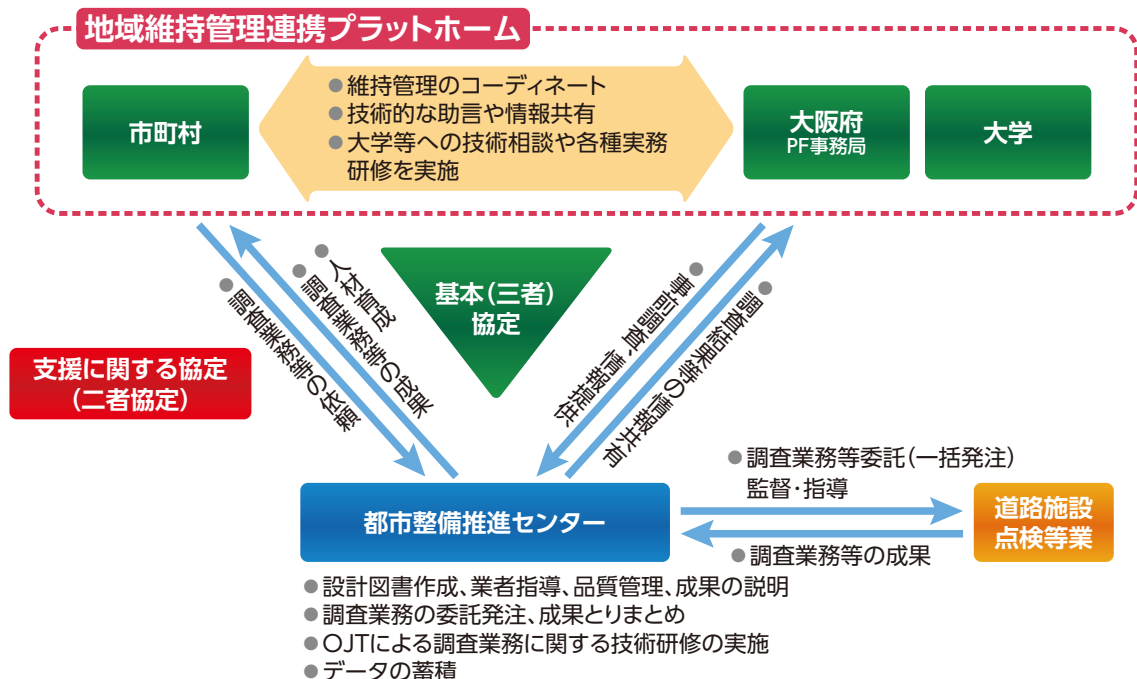 地域維持管理連携プラットホーム
市町村
●維持管理のコーディネート
●技術的な助言や情報共有
●大学等への技術相談や各種実務
研修を実施
大阪府
PF事務局
大学
●調査業務等の依頼
●調査業務等の成果
●人材育成
基本（三者）
協定
●事前調査、情報提供
●調査結果等の情報共有
支援に関する協定
（二者協定）
都市整備推進センター
●調査業務等委託（一括発注）
監督・指導
●調査業務等の成果
道路施設
点検等業
●設計図書作成、業者指導、品質管理、成果の説明
●調査業務の委託発注、成果とりまとめ
●OJTによる調査業務に関する技術研修の実施
●データの蓄積